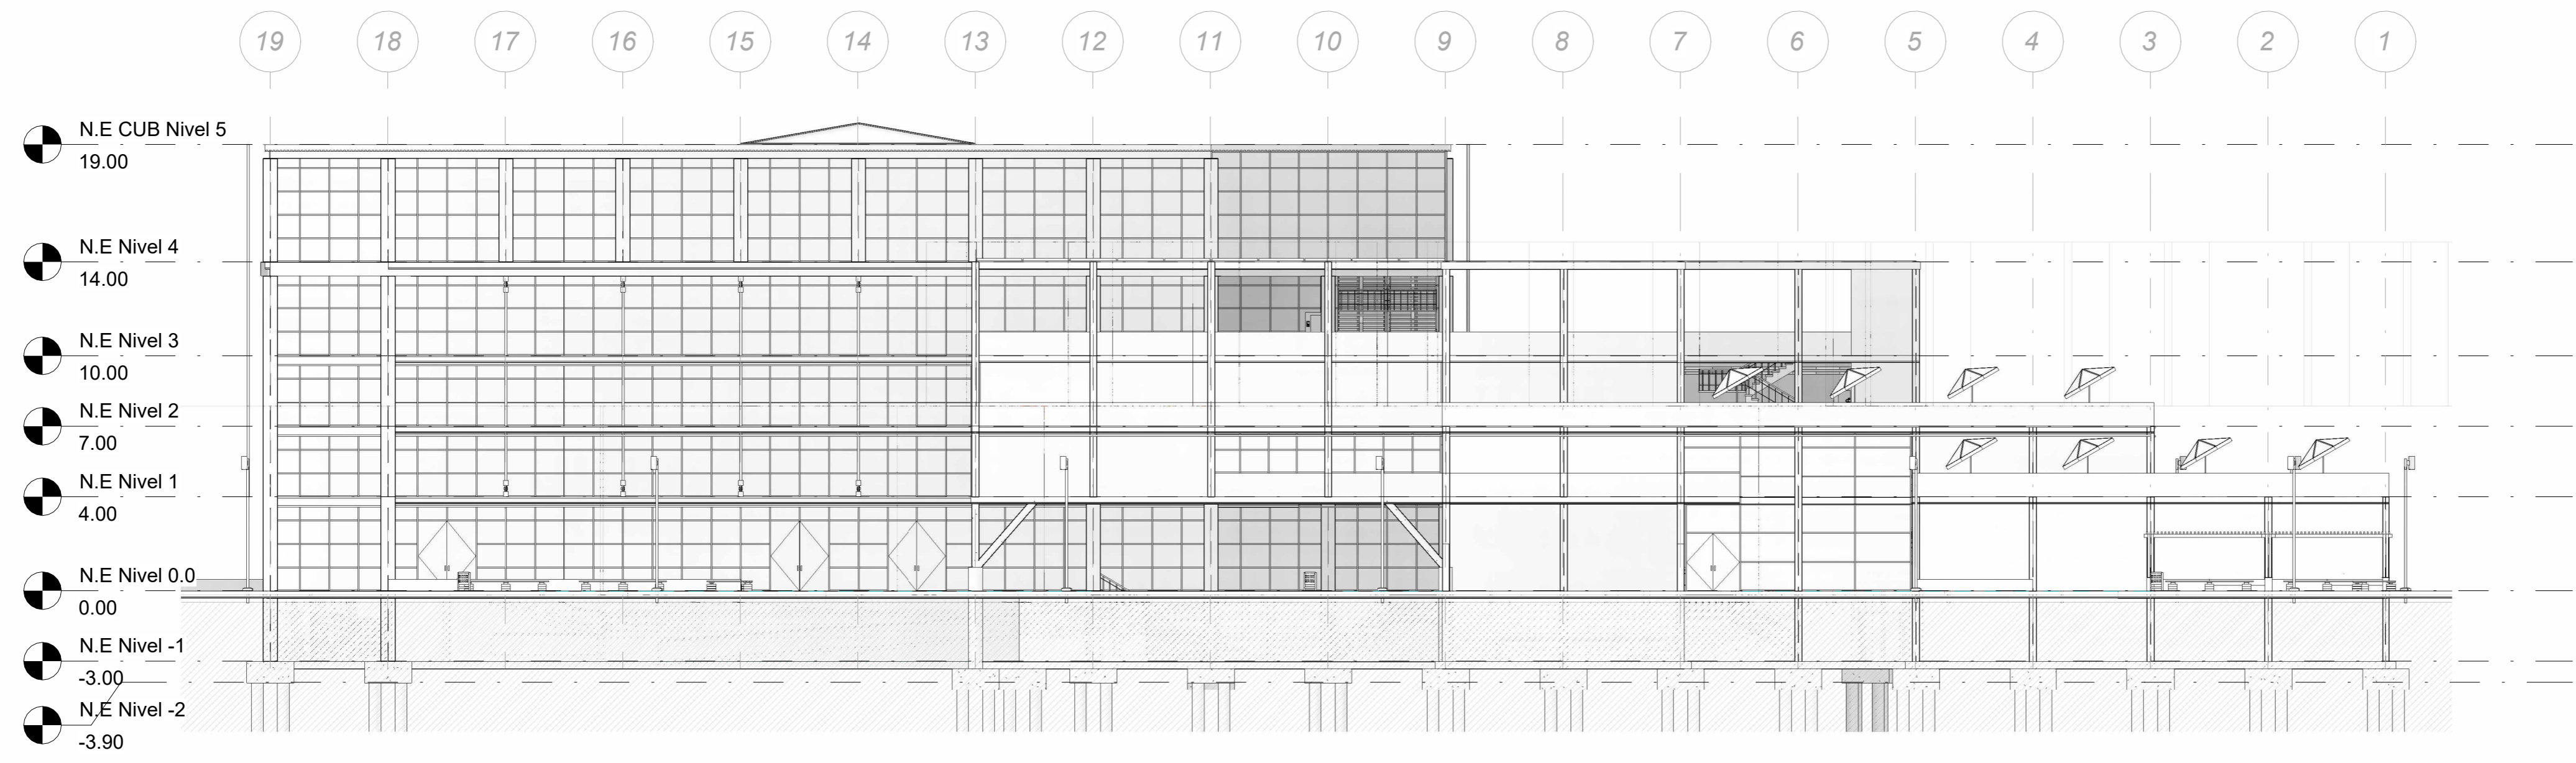 19 18 17 16 15 14 13 12 11 10 9 8 7 6 5 4 3 2 1
N.E CUB Nivel 5
19.00
N.E Nivel 4
14.00
N.E Nivel 3
10.00
N.E Nivel 2
7.00
N.E Nivel 1
4.00
N.E Nivel 0.0
0.00
N.E Nivel -1
-3.00
N.E Nivel -2
-3.90